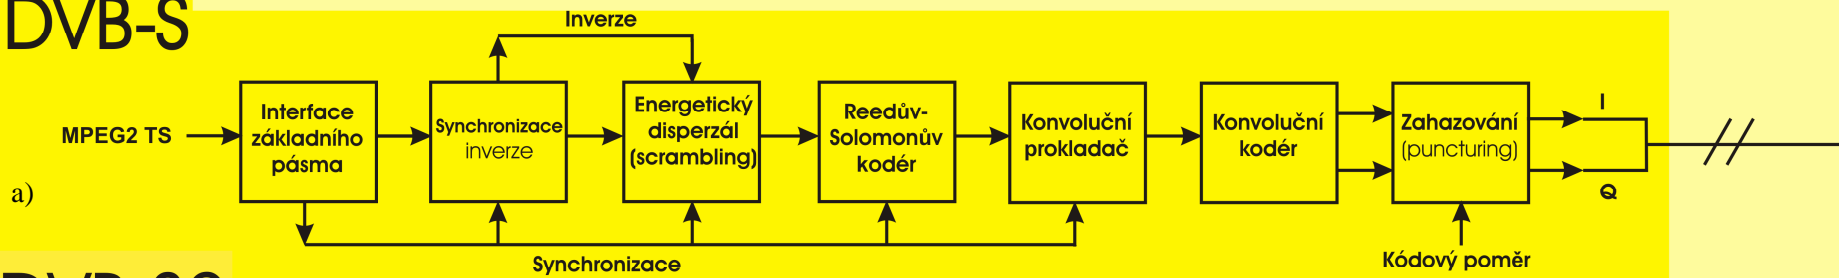 DVB-S
Inverze
MPEG2 TS
Interface
základního
pásma
Synchronizace
inverze
Energetický
disperzál
(scrambling)
Reedův-
Solomonův
kodér
Konvoluční
prokladač
Konvoluční
kodér
Zahazování
(puncturing)
I
Q
a)
Synchronizace
Kódový poměr